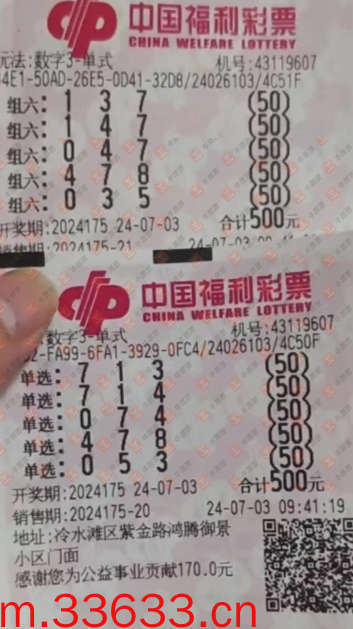 中国福利彩票
CHINA WELFARE LOTTERY
玩法:数字3-单式 机号:43119607
4E1-50AD-26E5-0D41-32D8/24026103/4C51F
组六: 1 3 7 (50)
组六: 1 4 7 (50)
组六: 0 4 7 (50)
组六: 4 7 8 (50)
组六: 0 3 5 (50)
开奖期:2024175 24-07-03 合计500元
销售期:2024175-21 24-07-03
中国福利彩票
CHINA WELFARE LOTTERY
数字3-单式 机号:43119607
2-FA99-6FA1-3929-0FC4/24026103/4C50F
单选: 7 1 3 (50)
单选: 7 1 4 (50)
单选: 0 7 4 (50)
单选: 4 7 8 (50)
单选: 0 5 3 (50)
开奖期:2024175 24-07-03 合计500元
销售期:2024175-20 24-07-03 09:41:19
地址:冷水滩区紫金路鸿腾御景
小区门面
感谢您为公益事业贡献170.0元
m.33633.cn